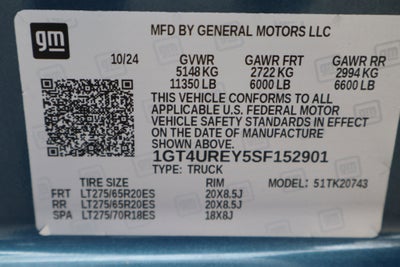 gm
MFD BY GENERAL MOTORS LLC
10/24 GVWR GAWR FRT GAWR RR
5148 KG 2722 KG 2994 KG
11350 LB 6000 LB 6600 LB
THIS VEHICLE CONFORMS TO ALL
APPLICABLE U.S. FEDERAL MOTOR
VEHICLE SAFETY STANDARDS IN EFFECT
ON THE DATE OF MANUFACTURE
SHOWN ABOVE.
1GT4UREY5SF152901
TYPE: TRUCK
TIRE SIZE RIM MODEL: 51TK20743
FRT LT275/65R20ES 20X8.5J
RR LT275/65R20ES 20X8.5J
SPA LT275/70R18ES 18X8J